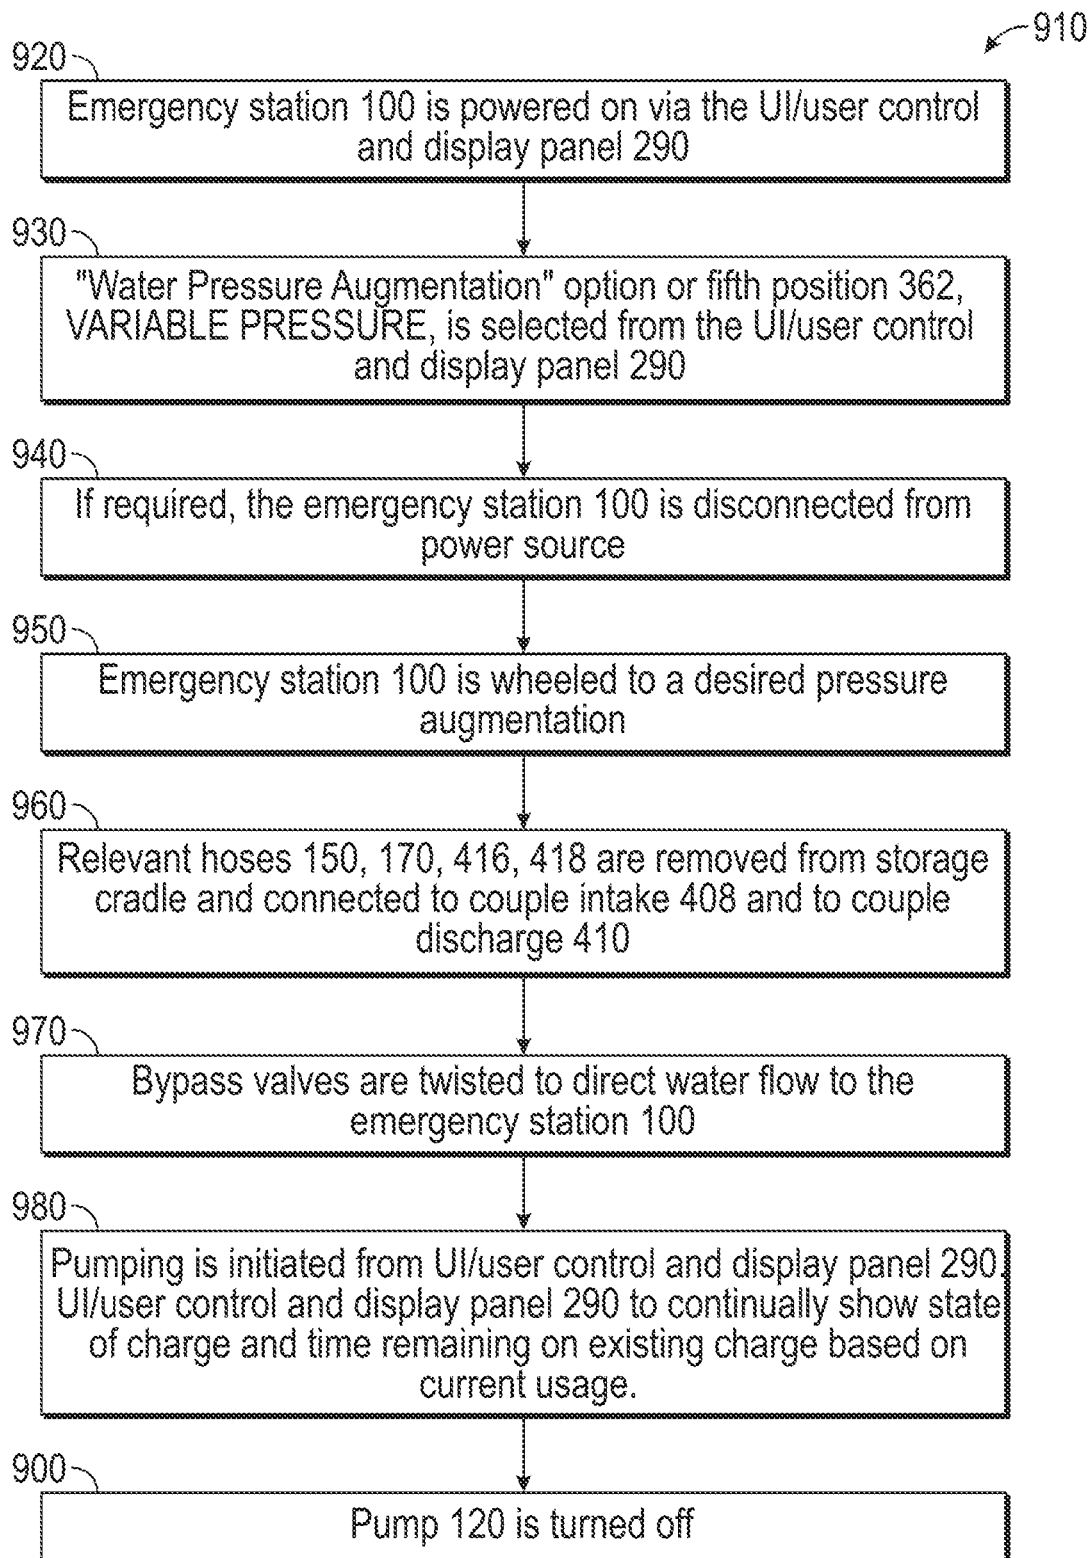 910
920
Emergency station 100 is powered on via the UI/user control
and display panel 290
930
"Water Pressure Augmentation" option or fifth position 362,
VARIABLE PRESSURE, is selected from the UI/user control
and display panel 290
940
If required, the emergency station 100 is disconnected from
power source
950
Emergency station 100 is wheeled to a desired pressure
augmentation
960
Relevant hoses 150, 170, 416, 418 are removed from storage
cradle and connected to couple intake 408 and to couple
discharge 410
970
Bypass valves are twisted to direct water flow to the
emergency station 100
980
Pumping is initiated from UI/user control and display panel 290.
UI/user control and display panel 290 to continually show state
of charge and time remaining on existing charge based on
current usage.
900
Pump 120 is turned off